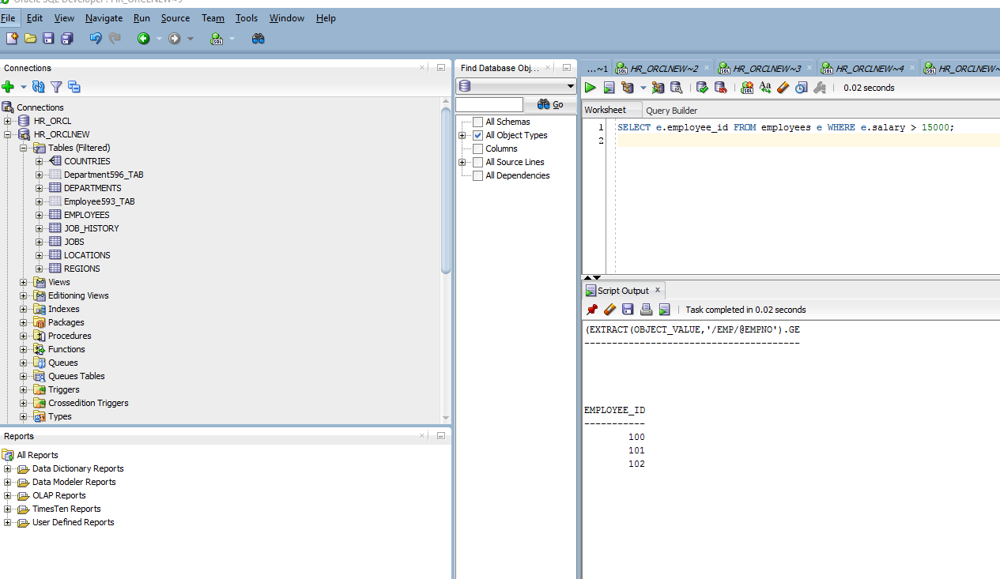 Oracle SQL Developer : HR_ORCLNEW~5
File Edit View Navigate Run Source Team Tools Window Help
Connections
Connections
HR_ORCL
HR_ORCLNEW
Tables (Filtered)
COUNTRIES
Department596_TAB
DEPARTMENTS
Employee593_TAB
EMPLOYEES
JOB_HISTORY
JOBS
LOCATIONS
REGIONS
Views
Editioning Views
Indexes
Packages
Procedures
Functions
Queues
Queues Tables
Triggers
Crossedition Triggers
Types
Reports
All Reports
Data Dictionary Reports
Data Modeler Reports
OLAP Reports
TimesTen Reports
User Defined Reports
Find Database Obj...
Go
All Schemas
All Object Types
Columns
All Source Lines
All Dependencies
...~1 HR_ORCLNEW~2 HR_ORCLNEW~3 HR_ORCLNEW~4 HR_ORCLNEW~
0.02 seconds
Worksheet Query Builder
1 SELECT e.employee_id FROM employees e WHERE e.salary > 15000;
2
Script Output
Task completed in 0.02 seconds
(EXTRACT(OBJECT_VALUE,'/EMP/@EMPNO').GE
---------------------------------------
EMPLOYEE_ID
-----------
100
101
102